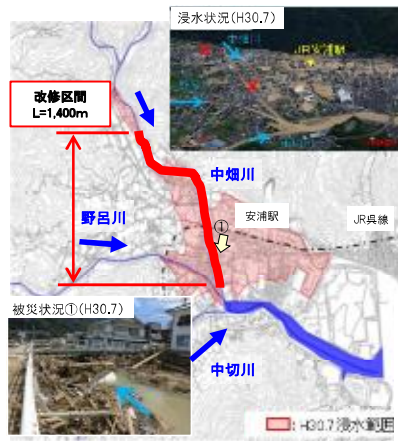 浸水状況(H30.7)
中畑川
JR安浦駅
改修区間
L=1,400m
中畑川
野呂川
安浦駅
①
JR呉線
被災状況①(H30.7)
中切川
：H30.7浸水範囲